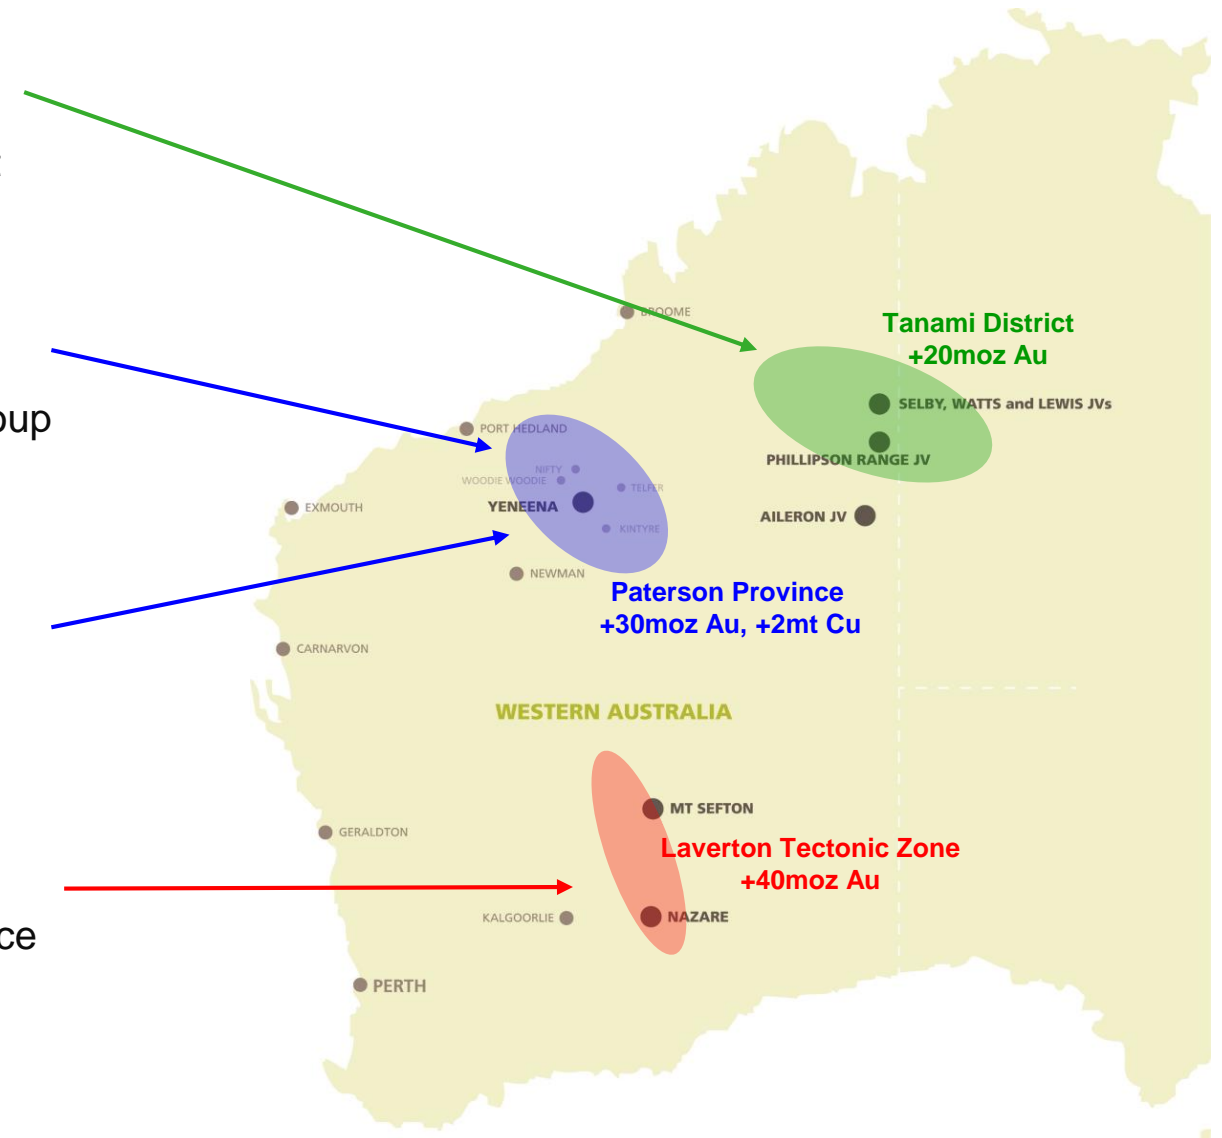 BROOME
Tanami District
+20moz Au
SELBY, WATTS and LEWIS JVs
oup
PORT HEDLAND
PHILLIPSON RANGE JV
NIFTY
WOODIE WOODIE
TELFER
YENEENA
EXMOUTH
AILERON JV
KINTYRE
NEWMAN
Paterson Province
+30moz Au, +2mt Cu
CARNARVON
WESTERN AUSTRALIA
MT SEFTON
GERALDTON
Laverton Tectonic Zone
+40moz Au
KALGOORLIE
NAZARE
ce
PERTH